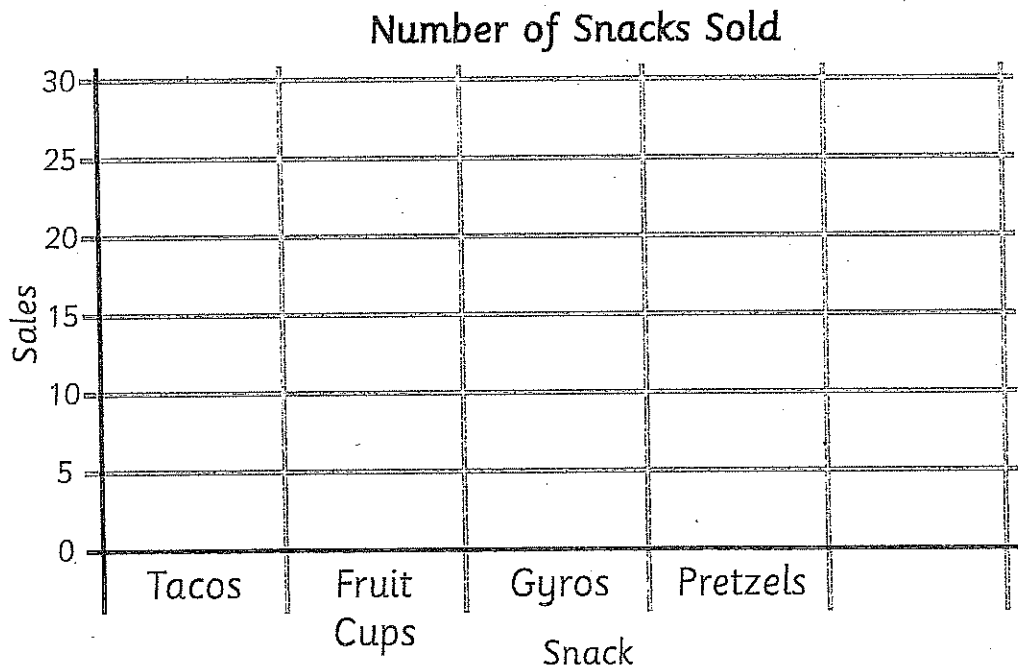 Number of Snacks Sold
30
25
20
15
10
5
0
Sales
Tacos
Fruit
Cups
Gyros
Pretzels
Snack